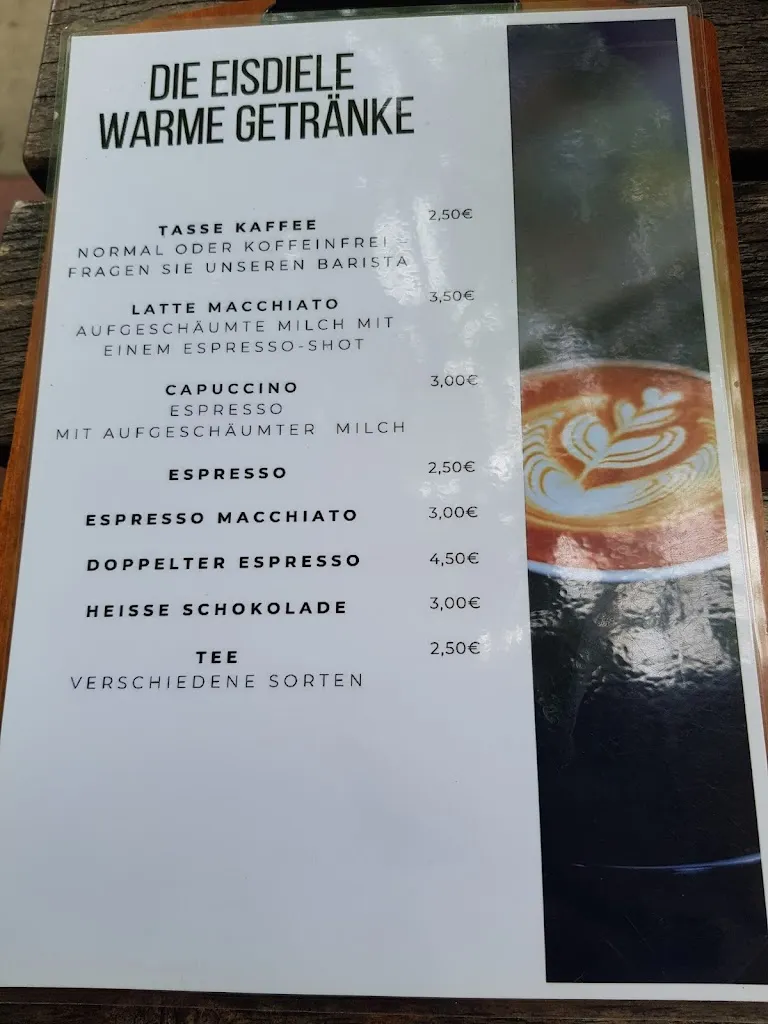 DIE EISDIELE
WARME GETRÄNKE
TASSE KAFFEE 2,50€
NORMAL ODER KOFFEINFREI -
FRAGEN SIE UNSEREN BARISTA
LATTE MACCHIATO 3,50€
AUFGESCHÄUMTE MILCH MIT
EINEM ESPRESSO-SHOT
CAPUCCINO 3,00€
ESPRESSO
MIT AUFGESCHÄUMTER MILCH
ESPRESSO 2,50€
ESPRESSO MACCHIATO 3,00€
DOPPELTER ESPRESSO 4,50€
HEISSE SCHOKOLADE 3,00€
TEE 2,50€
VERSCHIEDENE SORTEN